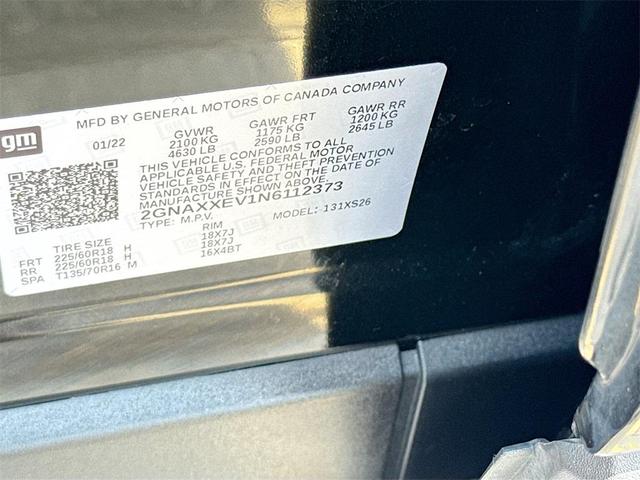 MFD BY GENERAL MOTORS OF CANADA COMPANY
gm
01/22 GVWR GAWR FRT GAWR RR
2100 KG 1175 KG 1200 KG
4630 LB 2590 LB 2645 LB
THIS VEHICLE CONFORMS TO ALL
APPLICABLE U.S. FEDERAL MOTOR
VEHICLE SAFETY AND THEFT PREVENTION
STANDARDS IN EFFECT ON THE DATE OF
MANUFACTURE SHOWN ABOVE.
2GNAXXEV1N6112373
TYPE: M.P.V. MODEL: 131XS26
TIRE SIZE RIM
FRT 225/60R18 H 18X7J
RR 225/60R18 H 18X7J
SPA T135/70R16 M 16X4BT